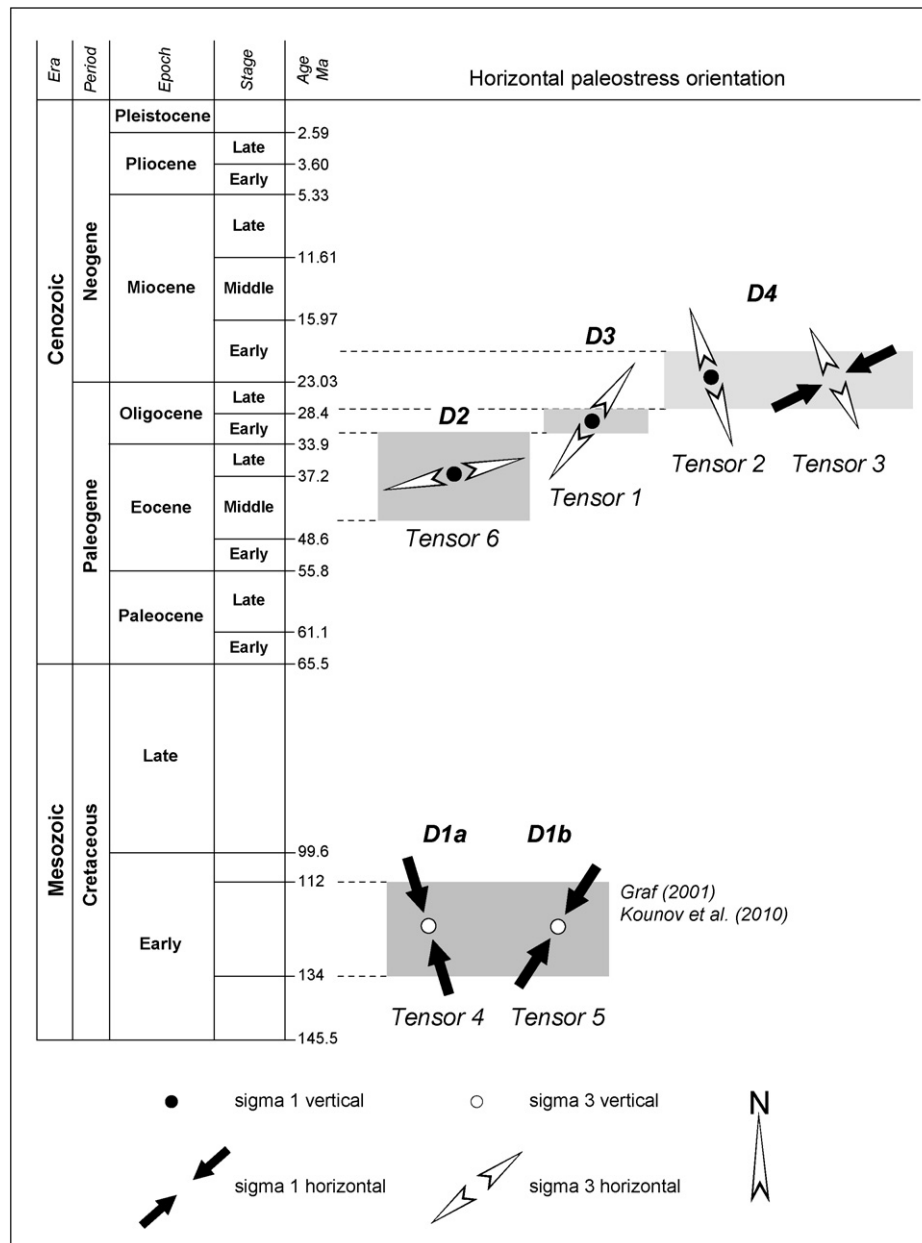 Era
Period
Epoch
Stage
Age
Ma
Horizontal paleostress orientation
Cenozoic
Neogene
Paleogene
Mesozoic
Cretaceous
Pleistocene
2.59
Pliocene
Late
3.60
Early
5.33
Miocene
Late
11.61
Middle
15.97
Early
23.03
Oligocene
Late
28.4
Early
33.9
Eocene
Late
37.2
Middle
48.6
Early
55.8
Paleocene
Late
61.1
Early
65.5
Late
99.6
112
Early
134
145.5
D4
D3
D2
Tensor 2
Tensor 3
Tensor 1
Tensor 6
D1a
D1b
Graf (2001)
Kounov et al. (2010)
Tensor 4
Tensor 5
sigma 1 vertical
sigma 3 vertical
N
sigma 1 horizontal
sigma 3 horizontal